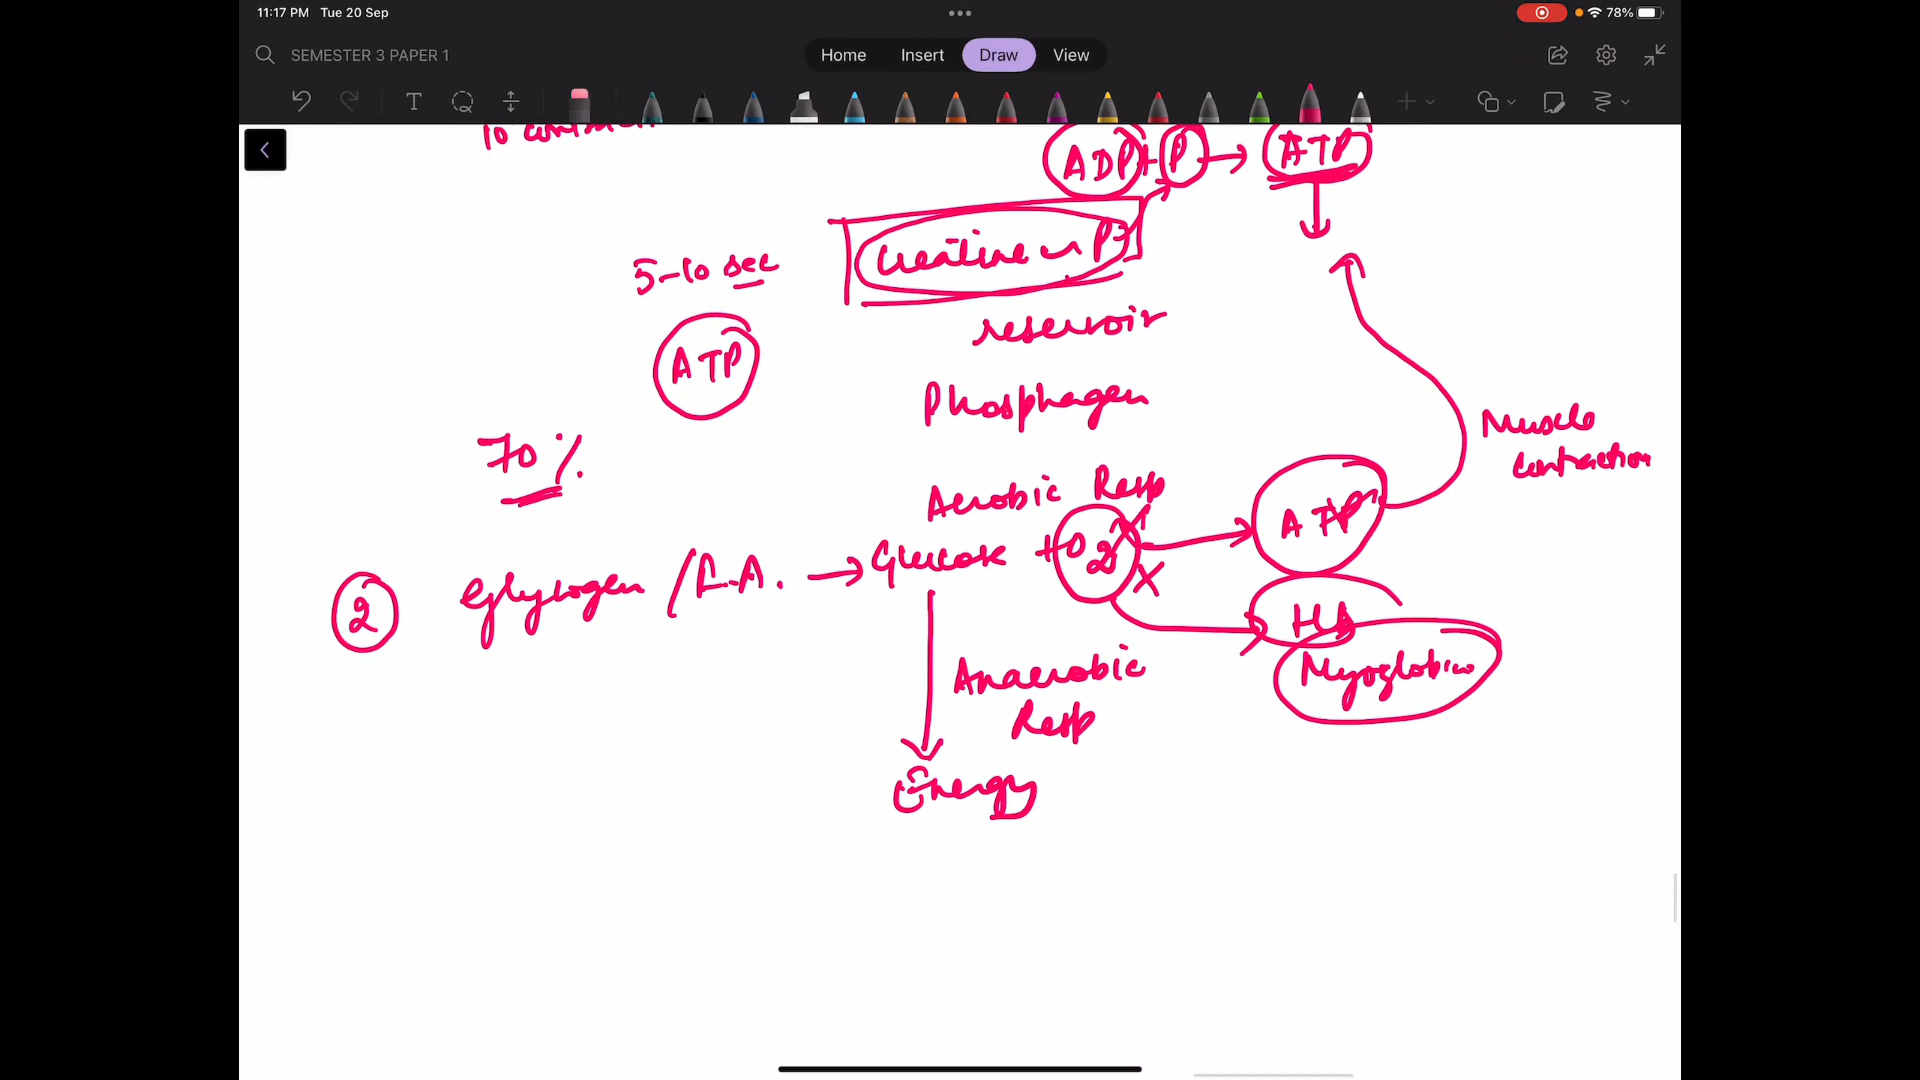 11:17 PM Tue 20 Sep
78%
SEMESTER 3 PAPER 1
Home Insert Draw View
ADP + P → ATP
Creatine P
5-10 sec
reservoir
ATP
Phosphagen
Muscle
contraction
70%
Aerobic Resp
② Glycogen / → Glucose + O2 → ATP
Myoglobin
Anaerobic
Resp
Energy